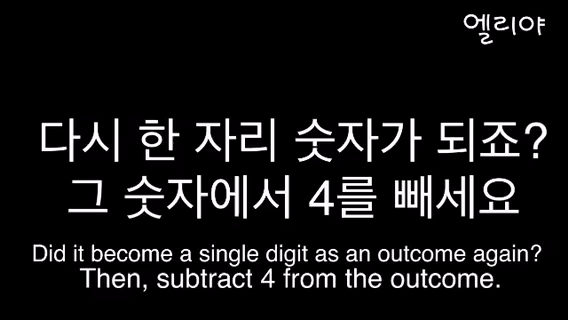 엘리야
다시 한 자리 숫자가 되죠?
그 숫자에서 4를 빼세요
Did it become a single digit as an outcome again?
Then, subtract 4 from the outcome.